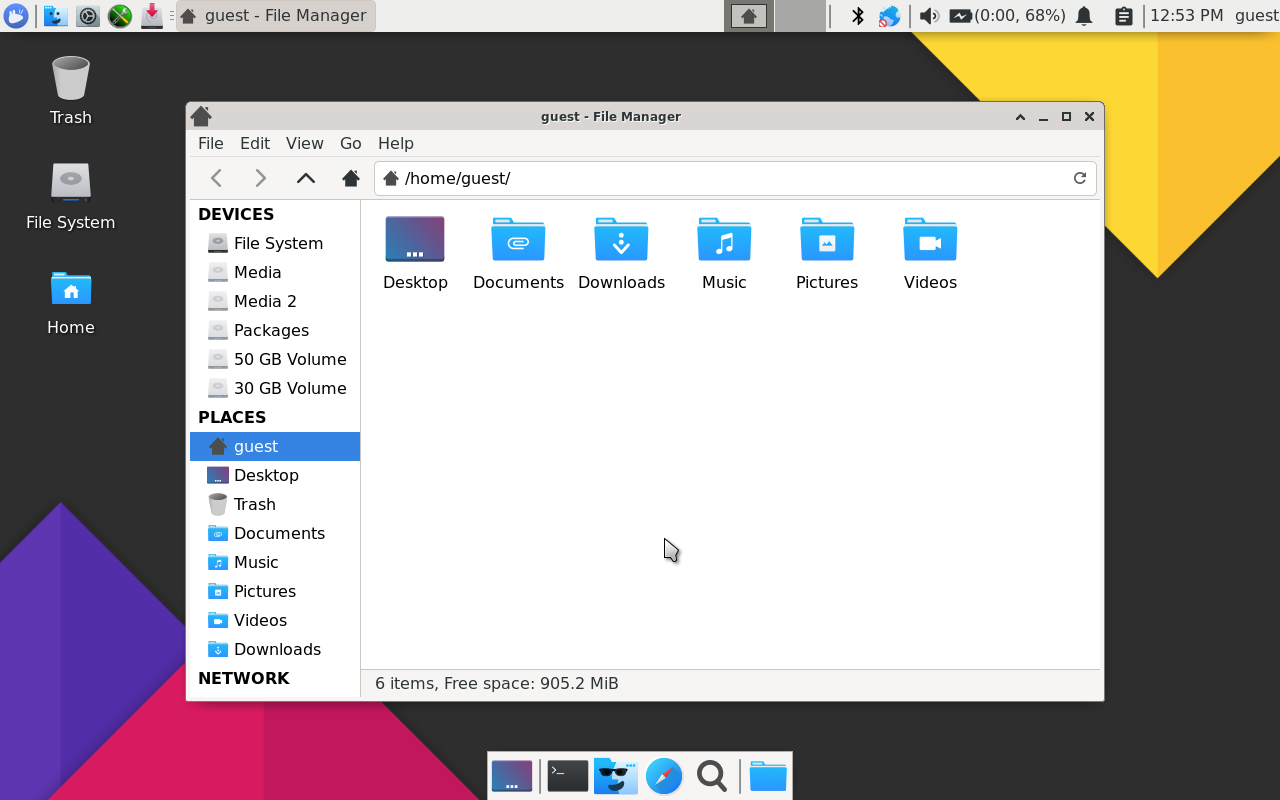 guest - File Manager
(0:00, 68%)
12:53 PM
guest
Trash
File System
Home
guest - File Manager
File Edit View Go Help
/home/guest/
DEVICES
File System
Media
Media 2
Packages
50 GB Volume
30 GB Volume
PLACES
guest
Desktop
Trash
Documents
Music
Pictures
Videos
Downloads
NETWORK
Desktop Documents Downloads Music Pictures Videos
6 items, Free space: 905.2 MiB
>_